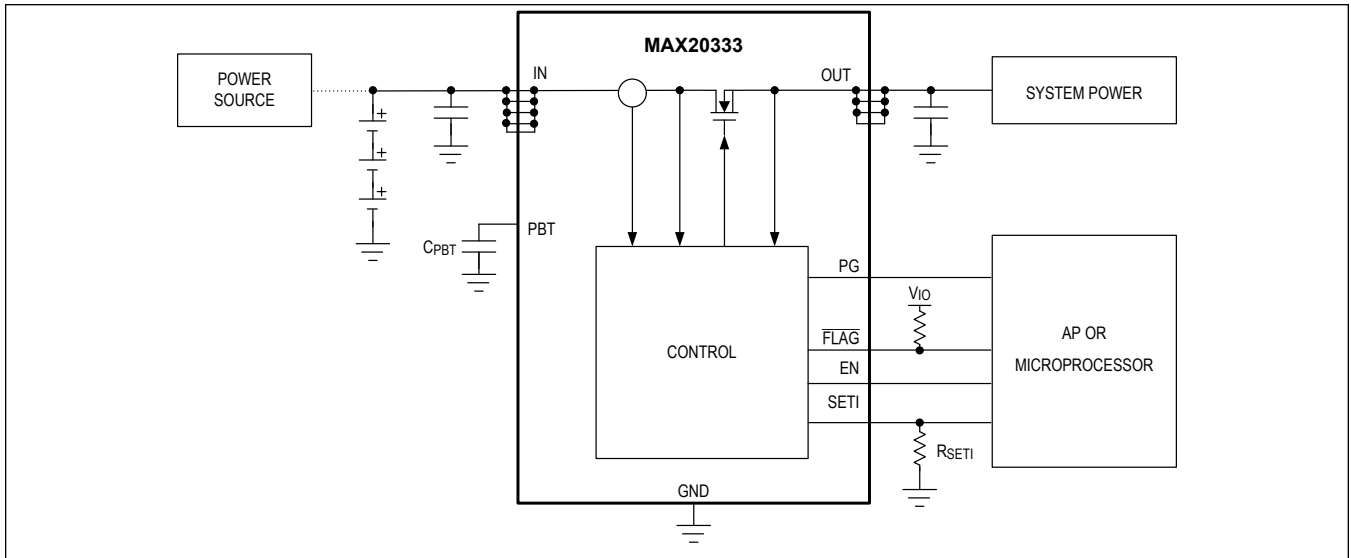 MAX20333
POWER
SOURCE
IN
OUT
SYSTEM POWER
+
+
+
PBT
CPBT
CONTROL
PG
VIO
FLAG
EN
SETI
RSETI
AP OR
MICROPROCESSOR
GND